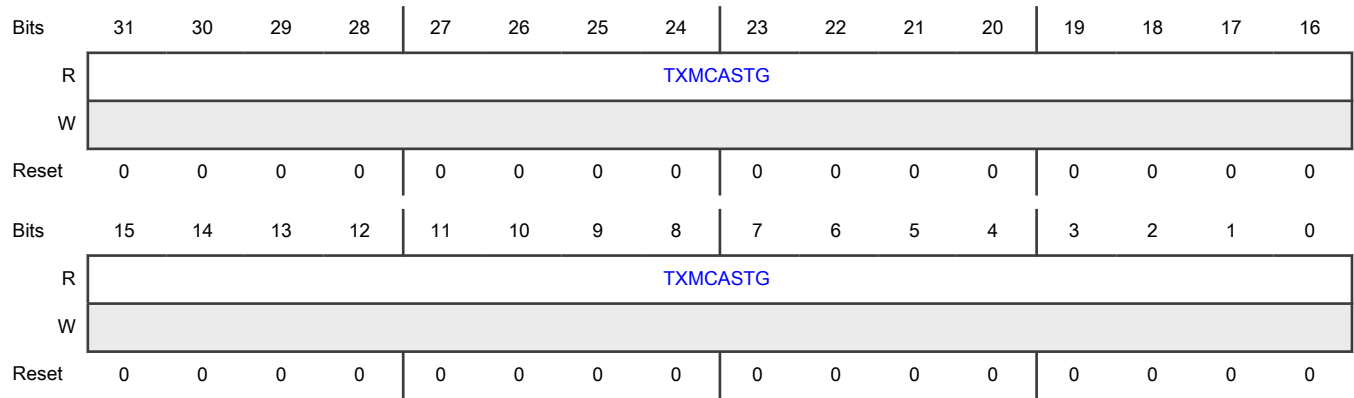 Bits 31 30 29 28 27 26 25 24 23 22 21 20 19 18 17 16
R TXMCASTG
W
Reset 0 0 0 0 0 0 0 0 0 0 0 0 0 0 0 0
Bits 15 14 13 12 11 10 9 8 7 6 5 4 3 2 1 0
R TXMCASTG
W
Reset 0 0 0 0 0 0 0 0 0 0 0 0 0 0 0 0